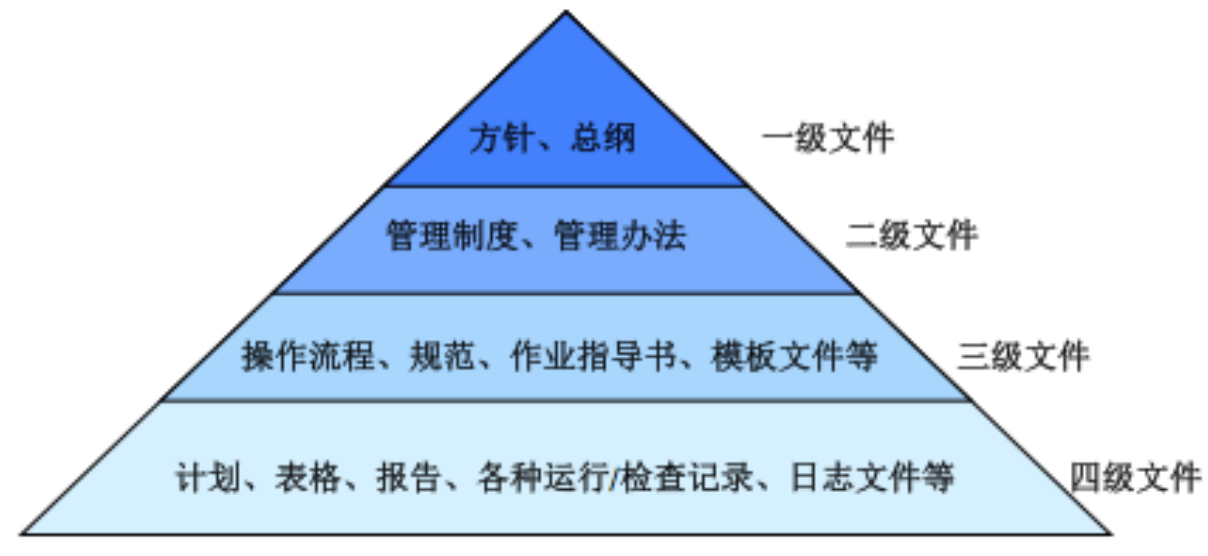 方针、总纲 一级文件
管理制度、管理办法 二级文件
操作流程、规范、作业指导书、模板文件等 三级文件
计划、表格、报告、各种运行/检查记录、日志文件等 四级文件